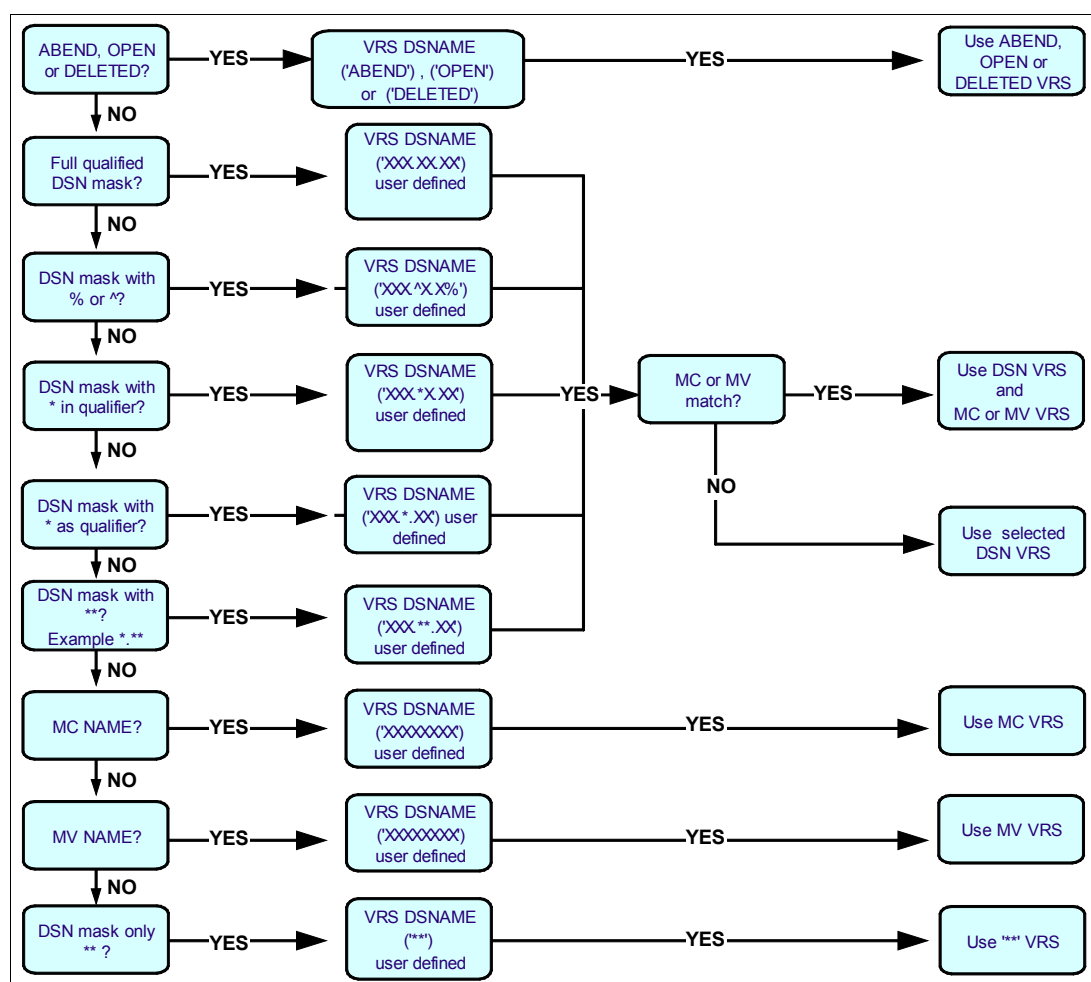 ABEND, OPEN
or DELETED?
YES
VRS DSNAME
('ABEND') , ('OPEN')
or ('DELETED')
YES
Use ABEND,
OPEN or
DELETED VRS
NO
Full qualified
DSN mask?
YES
VRS DSNAME
('XXX.XX.XX')
user defined
NO
DSN mask with
% or ^?
YES
VRS DSNAME
('XXX.^X.X%')
user defined
NO
DSN mask with
* in qualifier?
YES
VRS DSNAME
('XXX.*X.XX')
user defined
YES
MC or MV
match?
YES
Use DSN VRS
and
MC or MV VRS
NO
NO
DSN mask with
* as qualifier?
YES
VRS DSNAME
('XXX.*.XX') user
defined
Use selected
DSN VRS
NO
DSN mask with
**?
Example *.**
YES
VRS DSNAME
('XXX.**.XX')
user defined
NO
MC NAME?
YES
VRS DSNAME
('XXXXXXXX')
user defined
YES
Use MC VRS
NO
MV NAME?
YES
VRS DSNAME
('XXXXXXXX')
user defined
YES
Use MV VRS
NO
DSN mask only
** ?
YES
VRS DSNAME
('**')
user defined
YES
Use '**' VRS